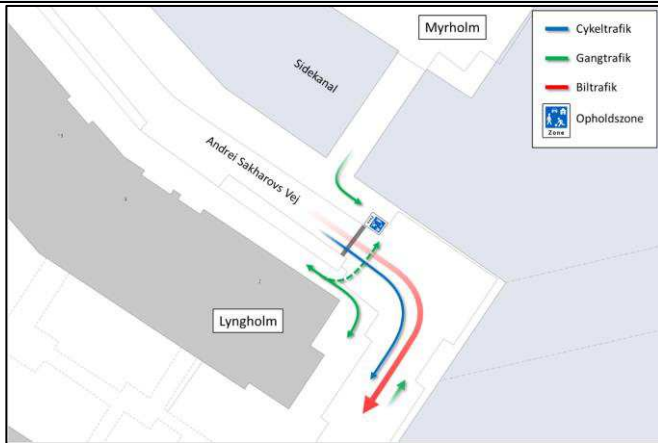 Myrholm
Cykeltrafik
Gangtrafik
Biltrafik
Zone
Opholdszone
Sidekanal
Andrei Sakharovs Vej
Lyngholm